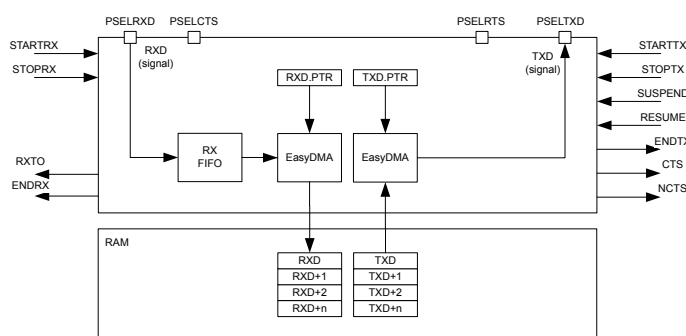 PSELRXD PSELCTS PSELRTS PSELTXD
STARTRX
STOPRX
RXD
(signal)
TXD
(signal)
STARTTX
STOPTX
SUSPEND
RESUME
RXD.PTR TXD.PTR
RX
FIFO
EasyDMA EasyDMA
RXTO
ENDRX
ENDTX
CTS
NCTS
RAM
RXD TXD
RXD+1 TXD+1
RXD+2 TXD+2
RXD+n TXD+n